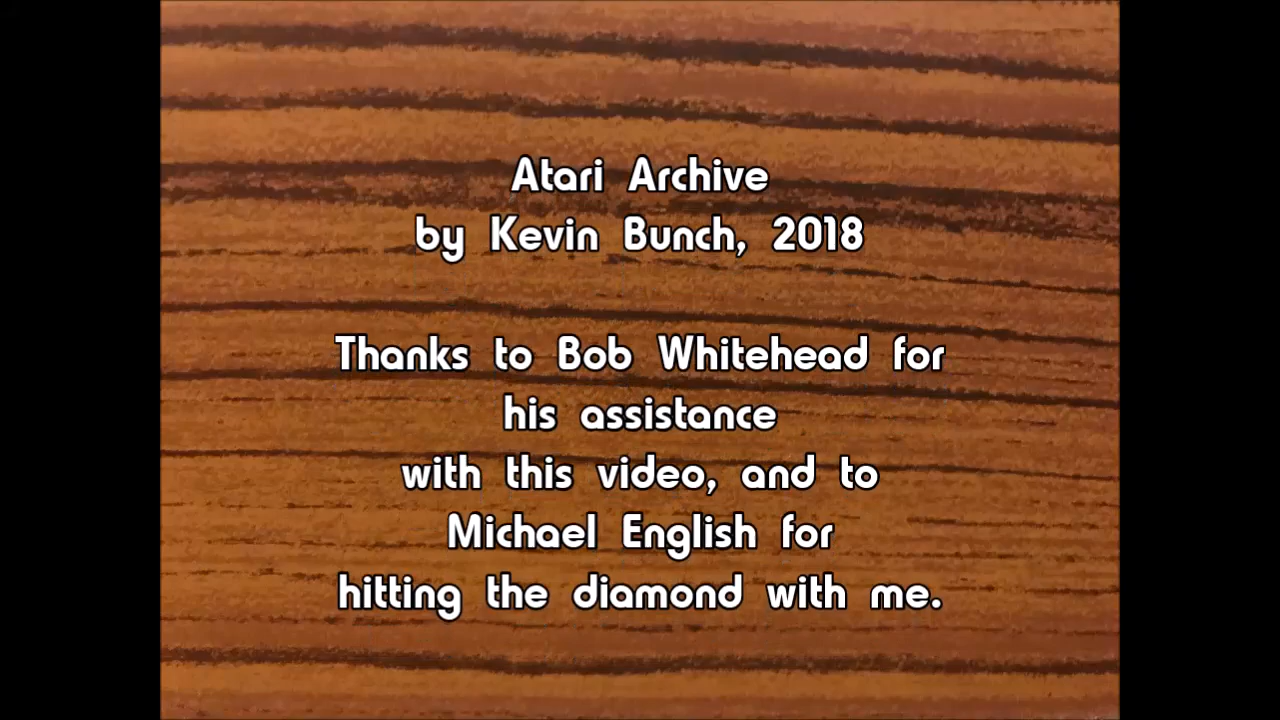 Atari Archive
by Kevin Bunch, 2018
Thanks to Bob Whitehead for
his assistance
with this video, and to
Michael English for
hitting the diamond with me.